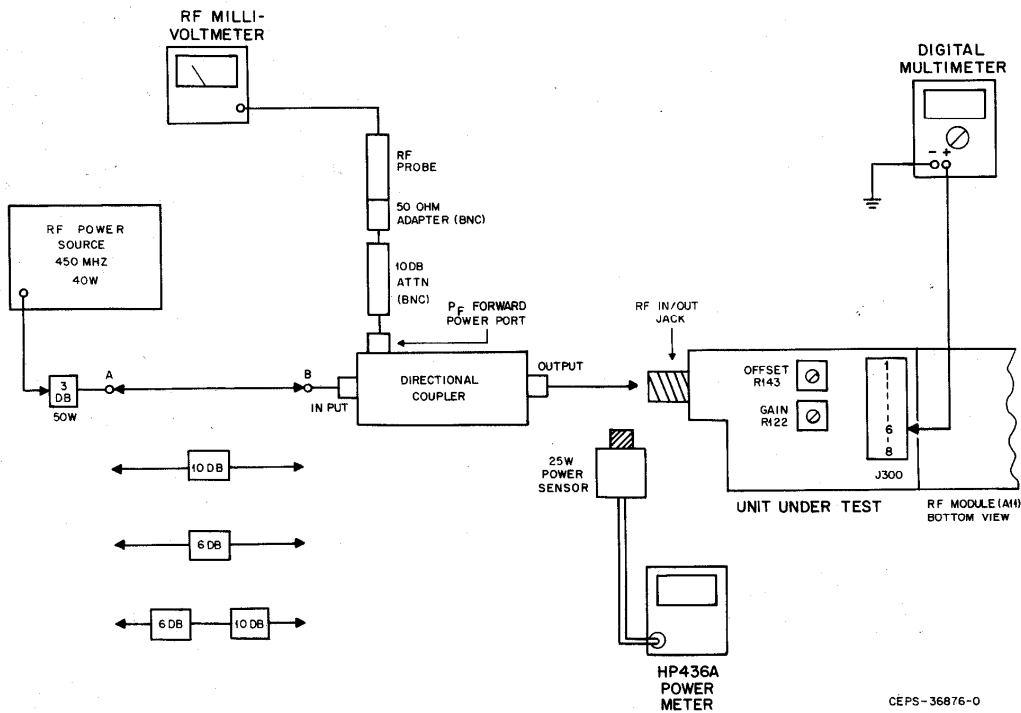 RF MILLI-
VOLTMETER
DIGITAL
MULTIMETER
- +
RF
PROBE
50 OHM
ADAPTER (BNC)
RF POWER
SOURCE
450 MHZ
40W
10DB
ATTN
(BNC)
PF FORWARD
POWER PORT
RF IN/OUT
JACK
3
DB
50W
A
B
IN PUT
DIRECTIONAL
COUPLER
OUTPUT
OFFSET
R143
GAIN
R122
1
6
8
J300
10 DB
25W
POWER
SENSOR
UNIT UNDER TEST
RF MODULE (A11)
BOTTOM VIEW
6 DB
6 DB
10 DB
HP436A
POWER
METER
CEPS-36876-0